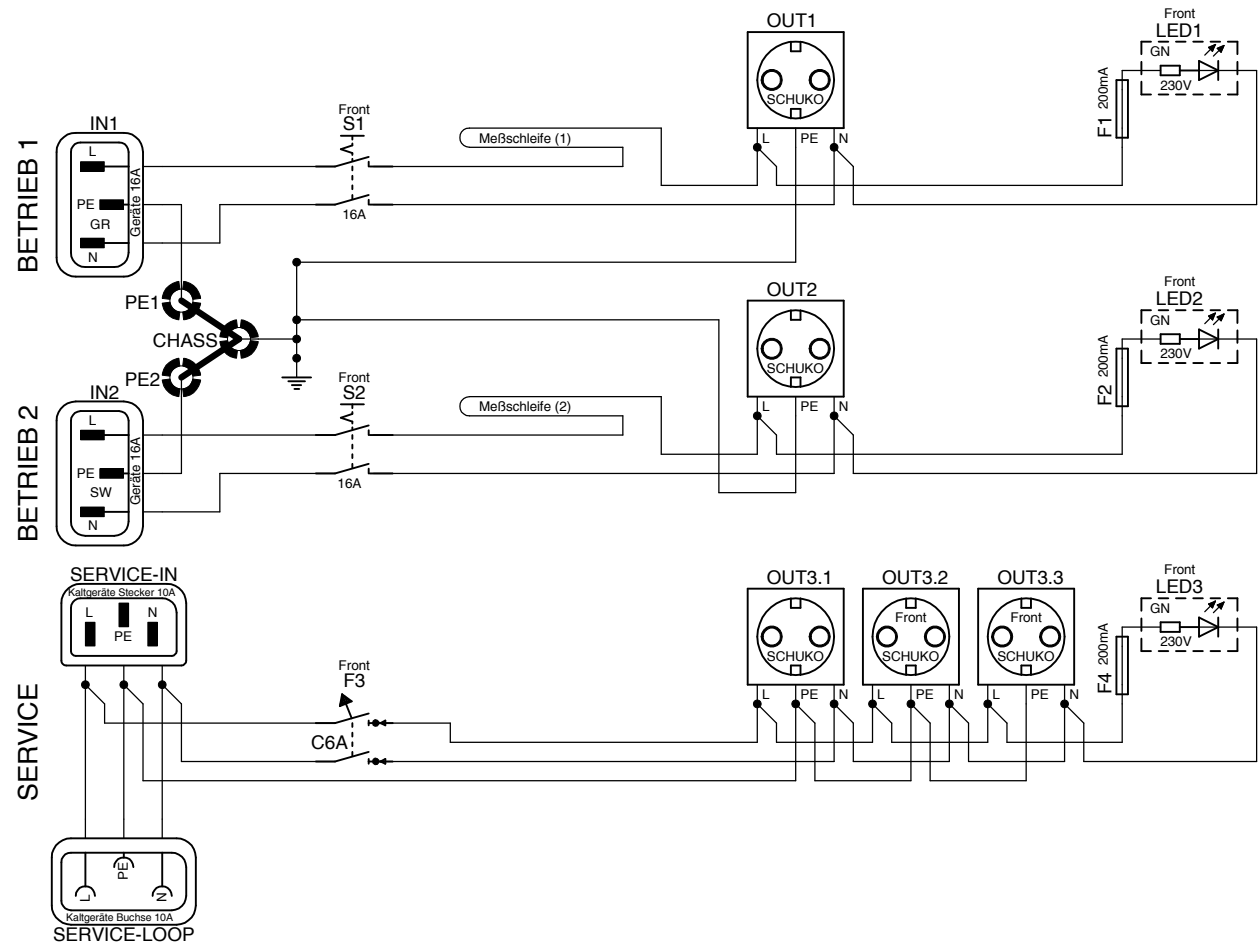 BETRIEB 1
IN1
L
PE
GR
N
Geräte 16A
Front
S1
16A
Meßschleife (1)
OUT1
SCHUKO
L
PE
N
F1 200mA
Front
LED1
GN
230V
PE1
CHASS
PE2
BETRIEB 2
IN2
L
PE
SW
N
Geräte 16A
Front
S2
16A
Meßschleife (2)
OUT2
SCHUKO
L
PE
N
F2 200mA
Front
LED2
GN
230V
SERVICE
SERVICE-IN
Kaltgeräte Stecker 10A
L
N
PE
Front
F3
C6A
OUT3.1
SCHUKO
L
PE
N
OUT3.2
Front
SCHUKO
L
PE
N
OUT3.3
Front
SCHUKO
L
PE
N
F4 200mA
Front
LED3
GN
230V
L
PE
N
Kaltgeräte Buchse 10A
SERVICE-LOOP